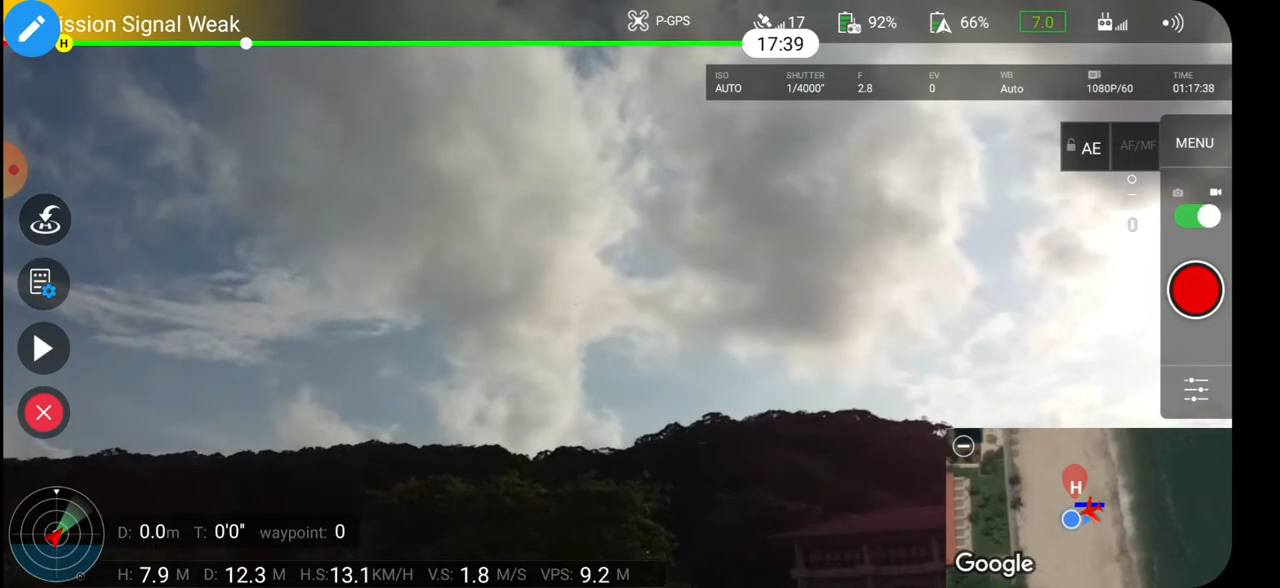 ission Signal Weak
P-GPS
17
92%
66%
7.0
H
17:39
ISO
AUTO
SHUTTER
1/4000"
F
2.8
EV
0
WB
Auto
1080P/60
TIME
01:17:38
AE
AF/MF
MENU
0
H
D: 0.0m T: 0'0" waypoint: 0
H: 7.9 M D: 12.3 M H.S:13.1KM/H V.S: 1.8 M/S VPS: 9.2 M
Google